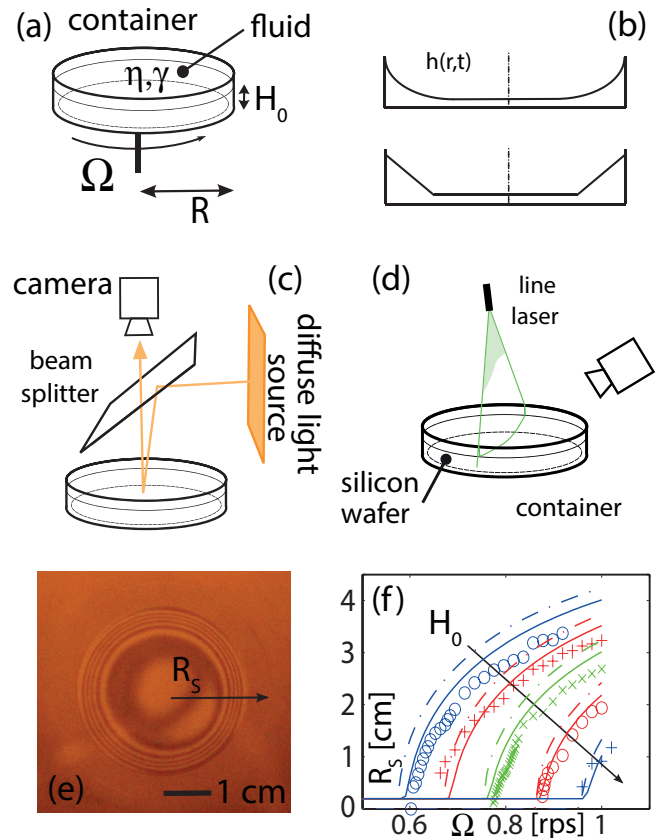 (a)
container
fluid
η,γ
H0
Ω
R
(b)
h(r,t)
(c)
camera
beam
splitter
diffuse light
source
(d)
line
laser
silicon
wafer
container
(e)
Rs
1 cm
(f)
H0
Rs [cm]
4
3
2
1
0
0.6
0.8
1
Ω [rps]